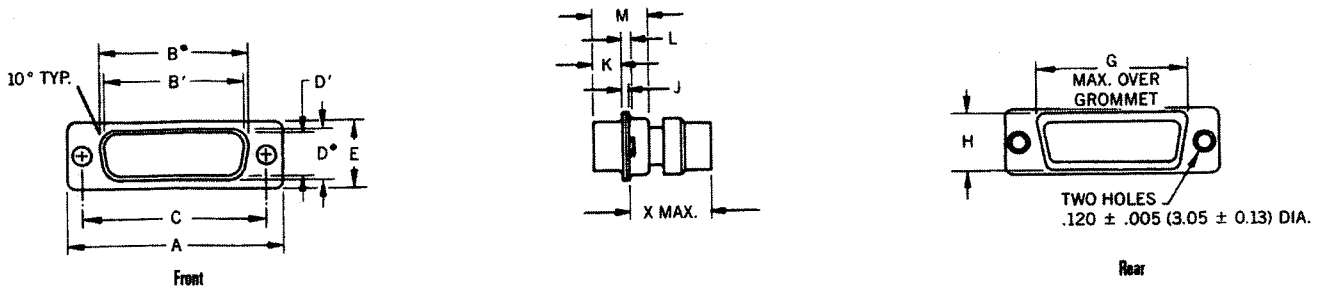 B•
B'
10° TYP.
D'
D•
E
C
A
Front
M
L
K
J
X MAX.
G
MAX. OVER
GROMMET
H
TWO HOLES
.120 ± .005 (3.05 ± 0.13) DIA.
Rear